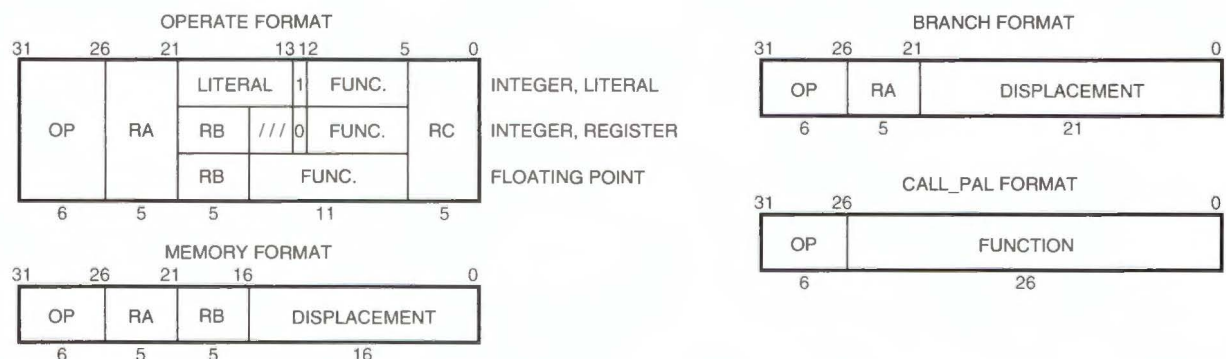 OPERATE FORMAT
31 26 21 13 12 5 0
OP RA LITERAL 1 FUNC. RC INTEGER, LITERAL
RB /// 0 FUNC. INTEGER, REGISTER
RB FUNC. FLOATING POINT
6 5 5 11 5
MEMORY FORMAT
31 26 21 16 0
OP RA RB DISPLACEMENT
6 5 5 16
BRANCH FORMAT
31 26 21 0
OP RA DISPLACEMENT
6 5 21
CALL_PAL FORMAT
31 26 0
OP FUNCTION
6 26